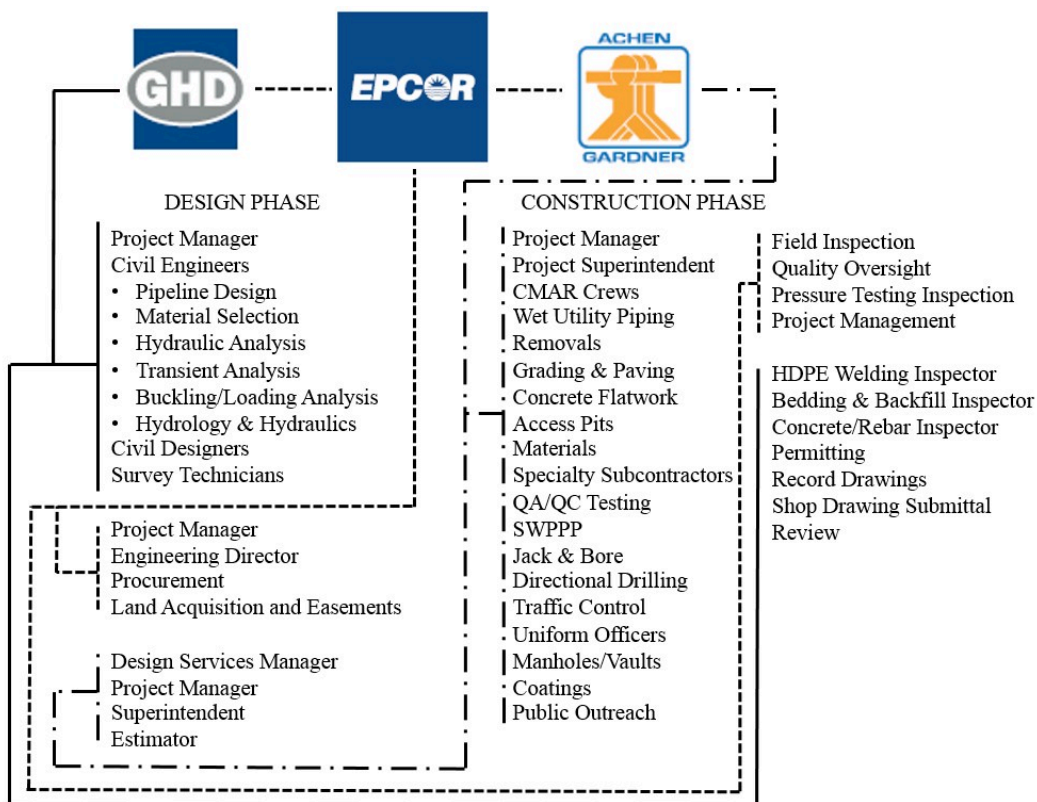 GHD
EPCOR
ACHEN
GARDNER
DESIGN PHASE
Project Manager
Civil Engineers
• Pipeline Design
• Material Selection
• Hydraulic Analysis
• Transient Analysis
• Buckling/Loading Analysis
• Hydrology & Hydraulics
Civil Designers
Survey Technicians
Project Manager
Engineering Director
Procurement
Land Acquisition and Easements
Design Services Manager
Project Manager
Superintendent
Estimator
CONSTRUCTION PHASE
Project Manager
Project Superintendent
CMAR Crews
Wet Utility Piping
Removals
Grading & Paving
Concrete Flatwork
Access Pits
Materials
Specialty Subcontractors
QA/QC Testing
SWPPP
Jack & Bore
Directional Drilling
Traffic Control
Uniform Officers
Manholes/Vaults
Coatings
Public Outreach
Field Inspection
Quality Oversight
Pressure Testing Inspection
Project Management
HDPE Welding Inspector
Bedding & Backfill Inspector
Concrete/Rebar Inspector
Permitting
Record Drawings
Shop Drawing Submittal
Review